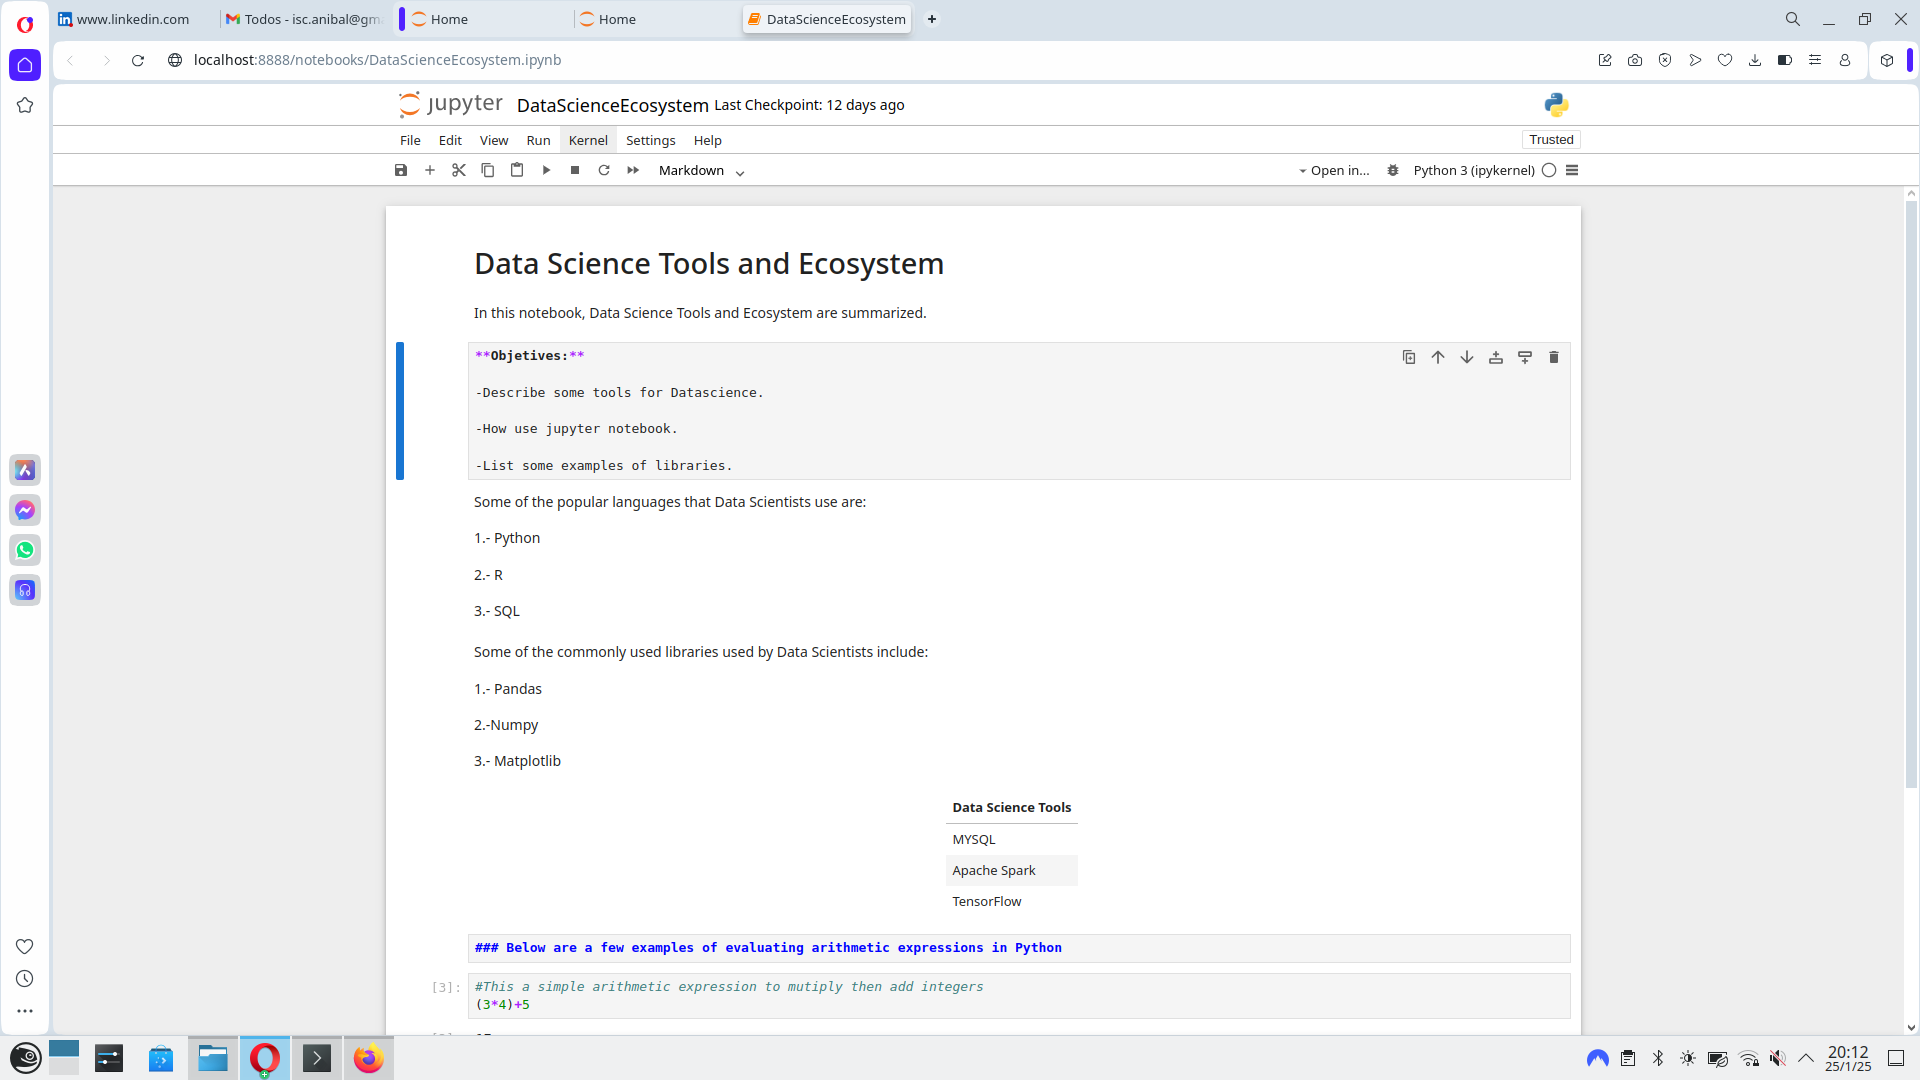 www.linkedin.com
Todos - isc.anibal@gm
Home
Home
DataScienceEcosystem
localhost:8888/notebooks/DataScienceEcosystem.ipynb
jupyter DataScienceEcosystem Last Checkpoint: 12 days ago
File Edit View Run Kernel Settings Help
Trusted
Markdown
Open in...
Python 3 (ipykernel)
Data Science Tools and Ecosystem
In this notebook, Data Science Tools and Ecosystem are summarized.
**Objetives:**
-Describe some tools for Datascience.
-How use jupyter notebook.
-List some examples of libraries.
Some of the popular languages that Data Scientists use are:
1.- Python
2.- R
3.- SQL
Some of the commonly used libraries used by Data Scientists include:
1.- Pandas
2.-Numpy
3.- Matplotlib
Data Science Tools
MYSQL
Apache Spark
TensorFlow
### Below are a few examples of evaluating arithmetic expressions in Python
[3]:
#This a simple arithmetic expression to mutiply then add integers
(3*4)+5
20:12
25/1/25